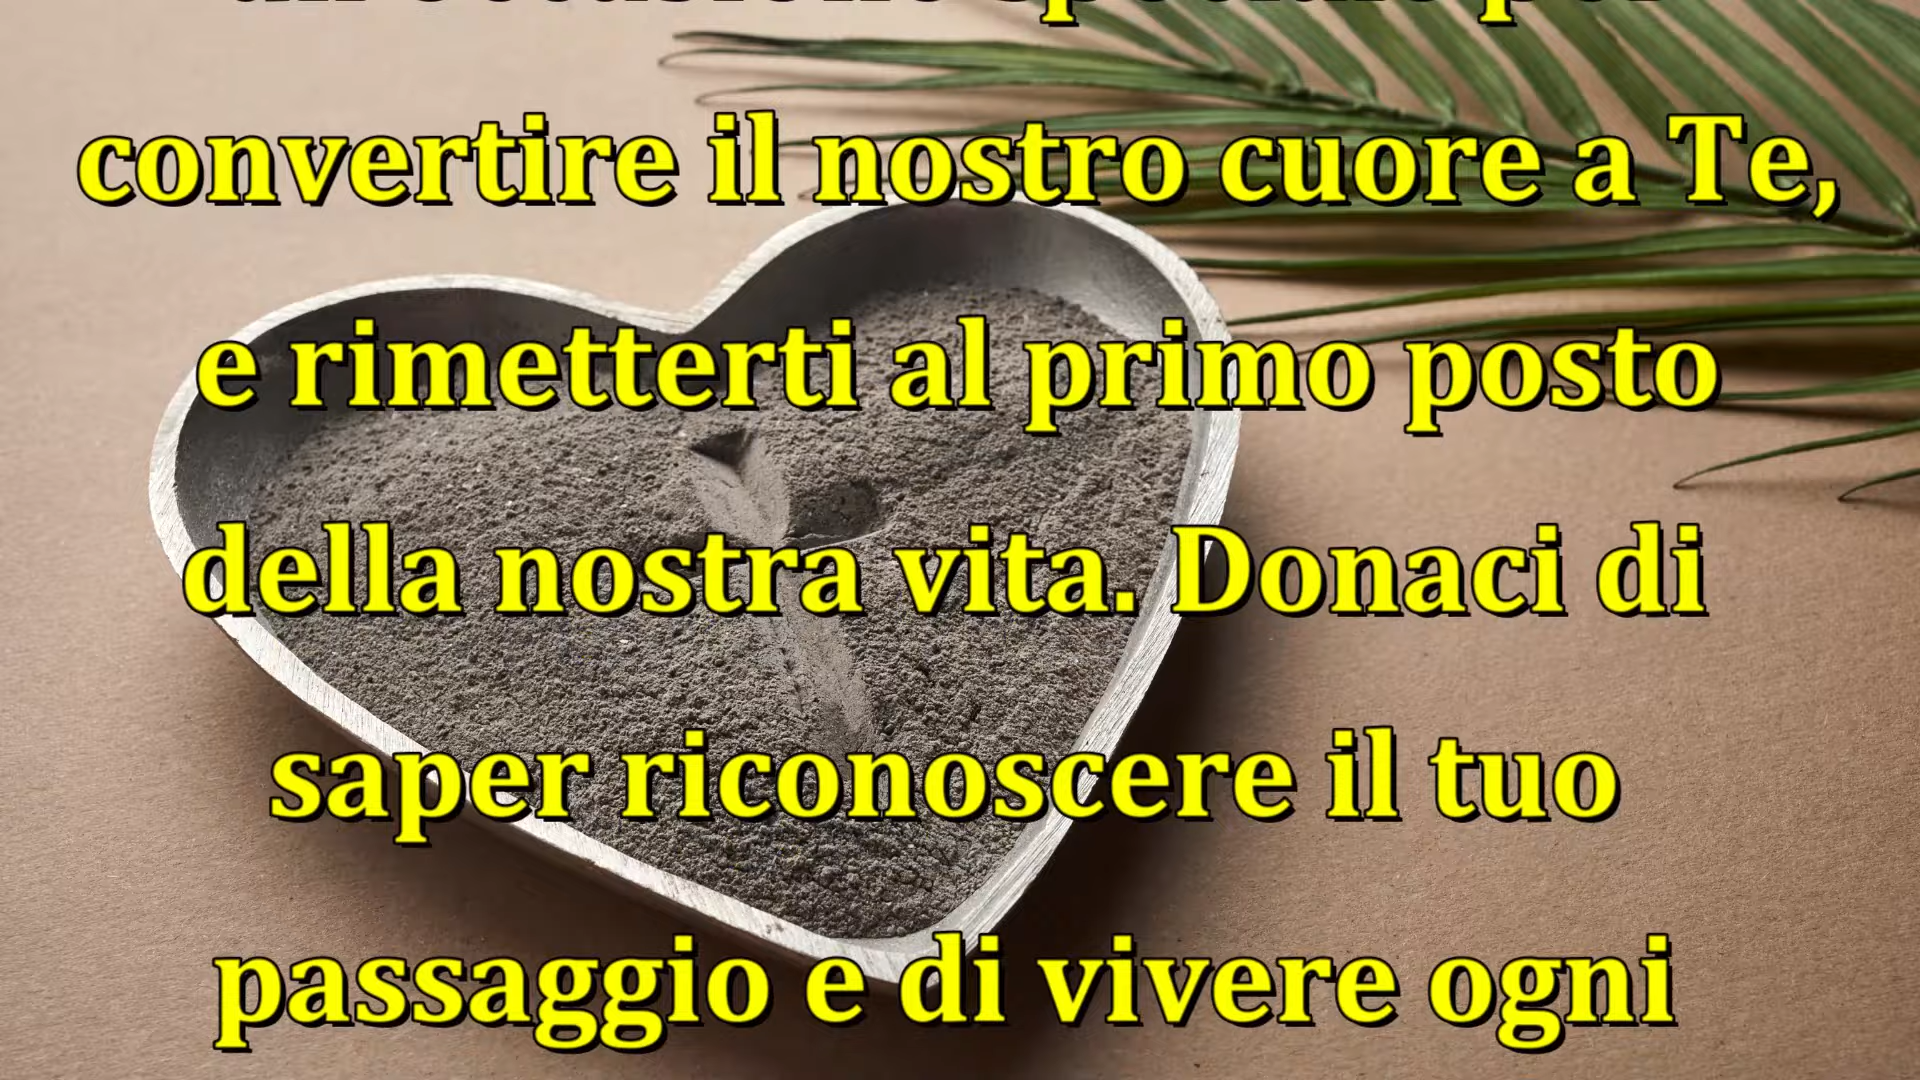 convertire il nostro cuore a Te,
e rimetterti al primo posto
della nostra vita. Donaci di
saper riconoscere il tuo
passaggio e di vivere ogni